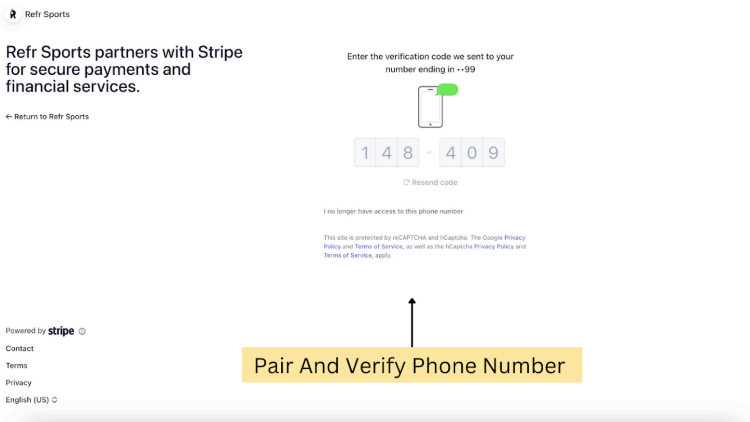 Refr Sports
Refr Sports partners with Stripe
for secure payments and
financial services.
← Return to Refr Sports
Enter the verification code we sent to your
number ending in ••99
1 4 8 - 4 0 9
Resend code
I no longer have access to this phone number
This site is protected by reCAPTCHA and hCaptcha. The Google Privacy
Policy and Terms of Service, as well as the hCaptcha Privacy Policy and
Terms of Service, apply.
Pair And Verify Phone Number
Powered by stripe
Contact
Terms
Privacy
English (US)